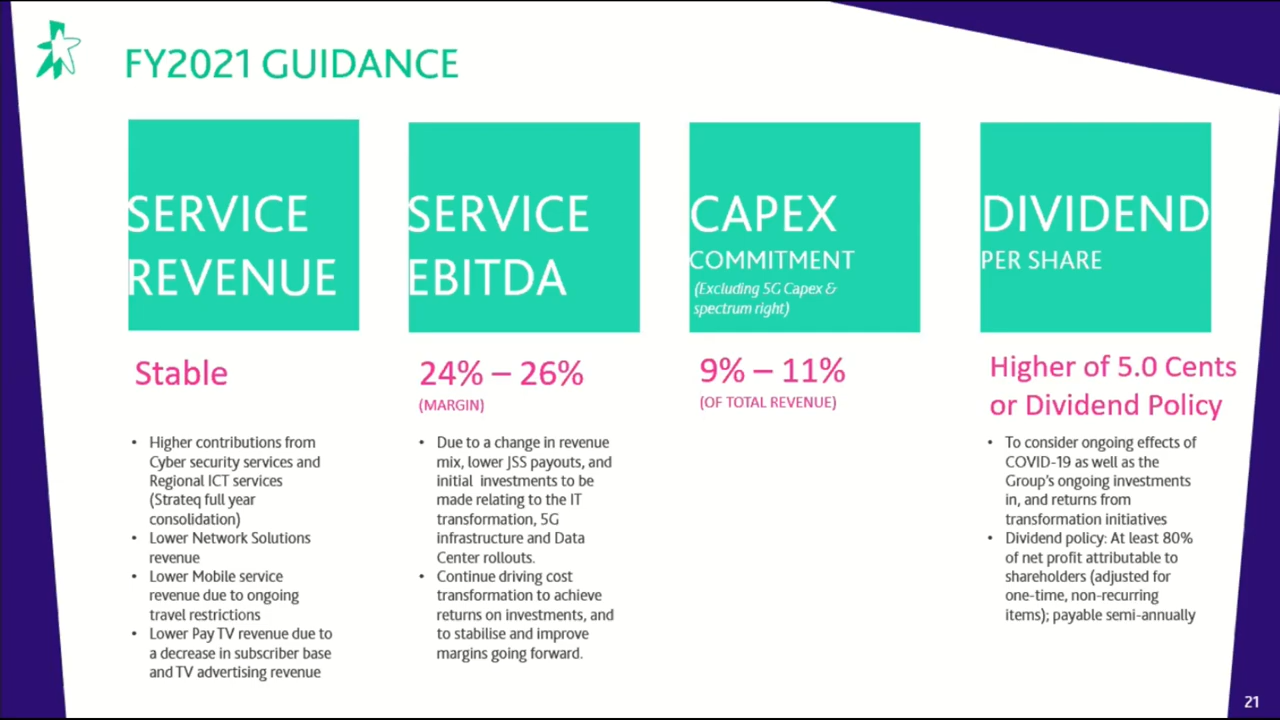 FY2021 GUIDANCE
SERVICE
REVENUE
Stable
• Higher contributions from
Cyber security services and
Regional ICT services
(Strateq full year
consolidation)
• Lower Network Solutions
revenue
• Lower Mobile service
revenue due to ongoing
travel restrictions
• Lower Pay TV revenue due to
a decrease in subscriber base
and TV advertising revenue
SERVICE
EBITDA
24% – 26%
(MARGIN)
• Due to a change in revenue
mix, lower JSS payouts, and
initial investments to be
made relating to the IT
transformation, 5G
infrastructure and Data
Center rollouts.
• Continue driving cost
transformation to achieve
returns on investments, and
to stabilise and improve
margins going forward.
CAPEX
COMMITMENT
(Excluding 5G Capex &
spectrum right)
9% – 11%
(OF TOTAL REVENUE)
DIVIDEND
PER SHARE
Higher of 5.0 Cents
or Dividend Policy
• To consider ongoing effects of
COVID-19 as well as the
Group's ongoing investments
in, and returns from
transformation initiatives
• Dividend policy: At least 80%
of net profit attributable to
shareholders (adjusted for
one-time, non-recurring
items); payable semi-annually
21